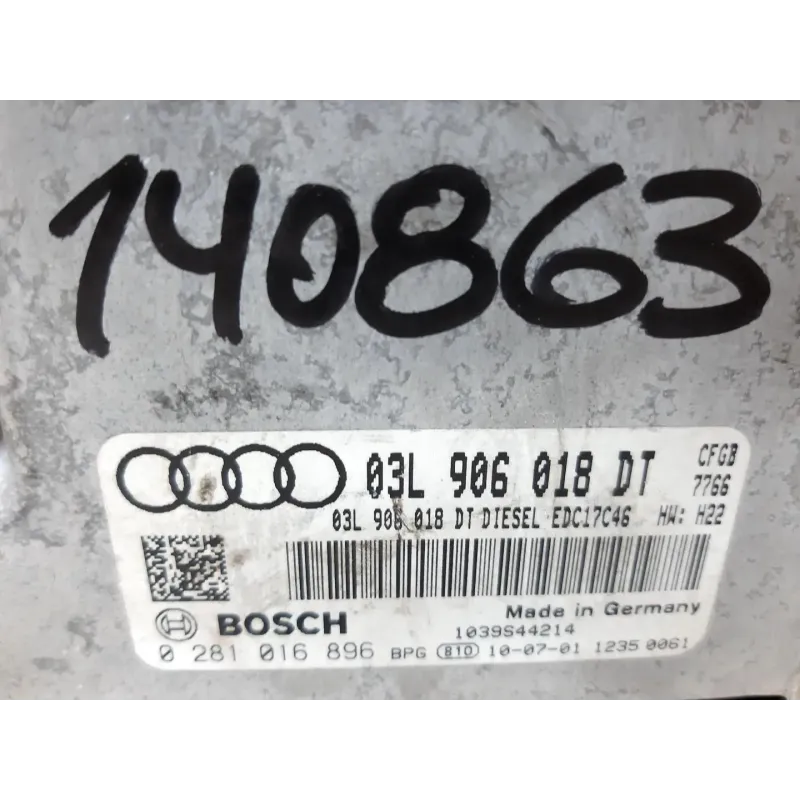 140863
03L 906 018 DT CFGB
7766
03L 906 018 DT DIESEL EDC17C46 HW: H22
BOSCH Made in Germany
1039S44214
0 281 016 896 BPG 810 10-07-01 1235 0061